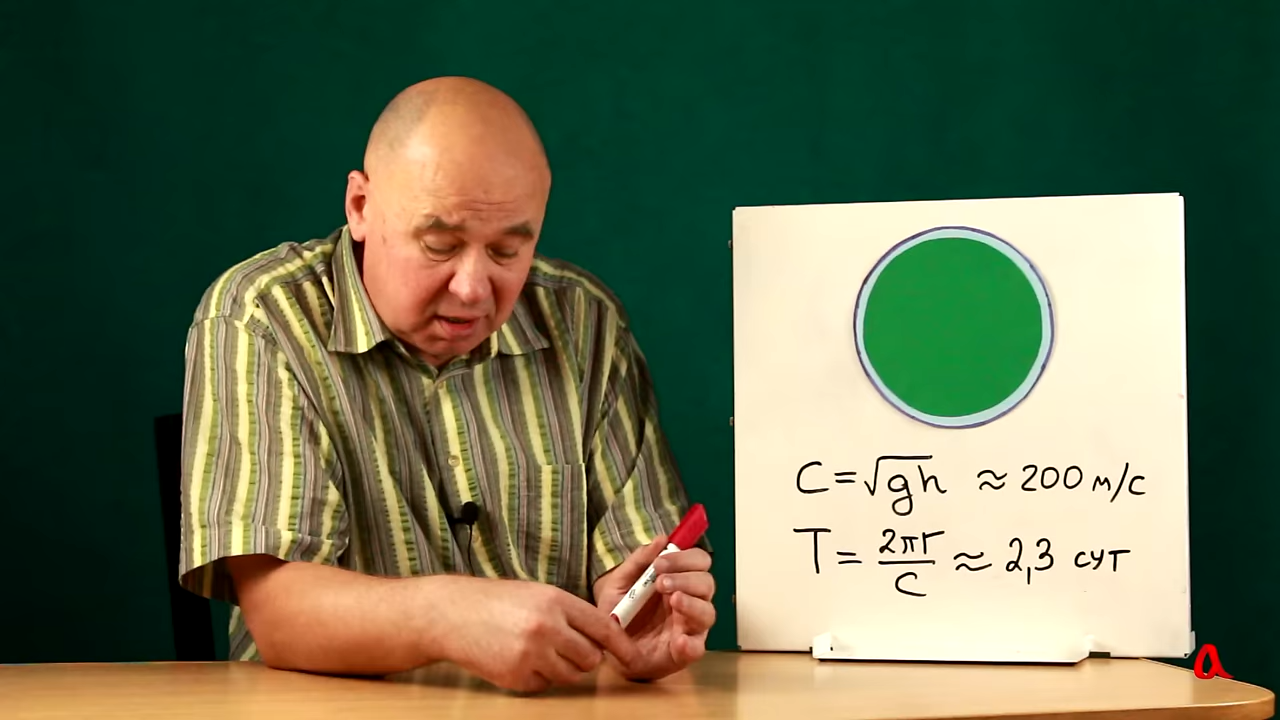 C = √gh ≈ 200 м/с
T = 2πr/C ≈ 2,3 сут
a